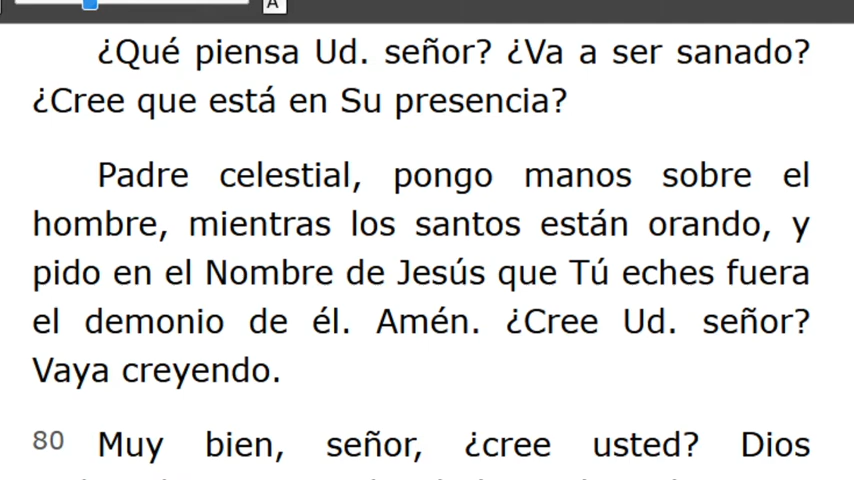 A
¿Qué piensa Ud. señor? ¿Va a ser sanado?
¿Cree que está en Su presencia?
Padre celestial, pongo manos sobre el
hombre, mientras los santos están orando, y
pido en el Nombre de Jesús que Tú eches fuera
el demonio de él. Amén. ¿Cree Ud. señor?
Vaya creyendo.
80 Muy bien, señor, ¿cree usted? Dios